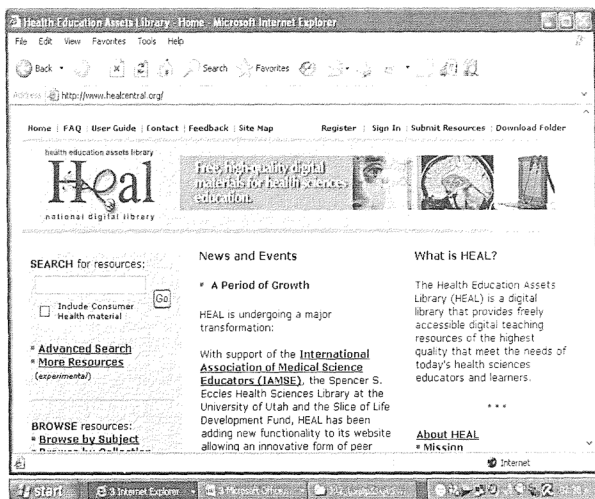 Health Education Assets Library - Home - Microsoft Internet Explorer
File Edit View Favorites Tools Help
Back Search Favorites
Address http://www.healcentral.org/
Home | FAQ | User Guide | Contact | Feedback | Site Map Register | Sign In | Submit Resources | Download Folder
health education assets library
Heal
national digital library
Free, high-quality digital
materials for health sciences
education.
SEARCH for resources:
Go
Include Consumer
Health material
Advanced Search
More Resources
(experimental)
BROWSE resources:
Browse by Subject
Browse by Collection
News and Events
A Period of Growth
HEAL is undergoing a major
transformation:
With support of the International
Association of Medical Science
Educators (IAMSE), the Spencer S.
Eccles Health Sciences Library at the
University of Utah and the Slice of Life
Development Fund, HEAL has been
adding new functionality to its website
allowing an innovative form of peer
What is HEAL?
The Health Education Assets
Library (HEAL) is a digital
library that provides freely
accessible digital teaching
resources of the highest
quality that meet the needs of
today's health sciences
educators and learners.
* * *
About HEAL
Mission
Internet
start 3 Internet Explorer 3 Microsoft Office...